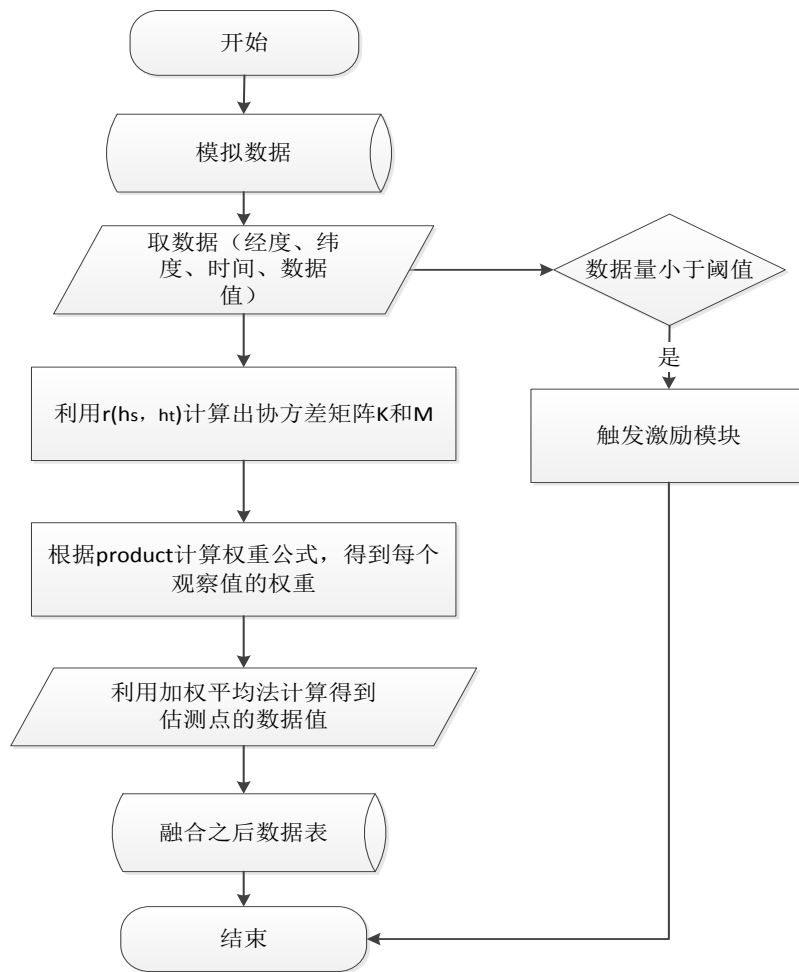 开始
模拟数据
取数据（经度、纬
度、时间、数据
值）
数据量小于阈值
是
利用r(hs，ht)计算出协方差矩阵K和M
触发激励模块
根据product计算权重公式，得到每个
观察值的权重
利用加权平均法计算得到
估测点的数据值
融合之后数据表
结束